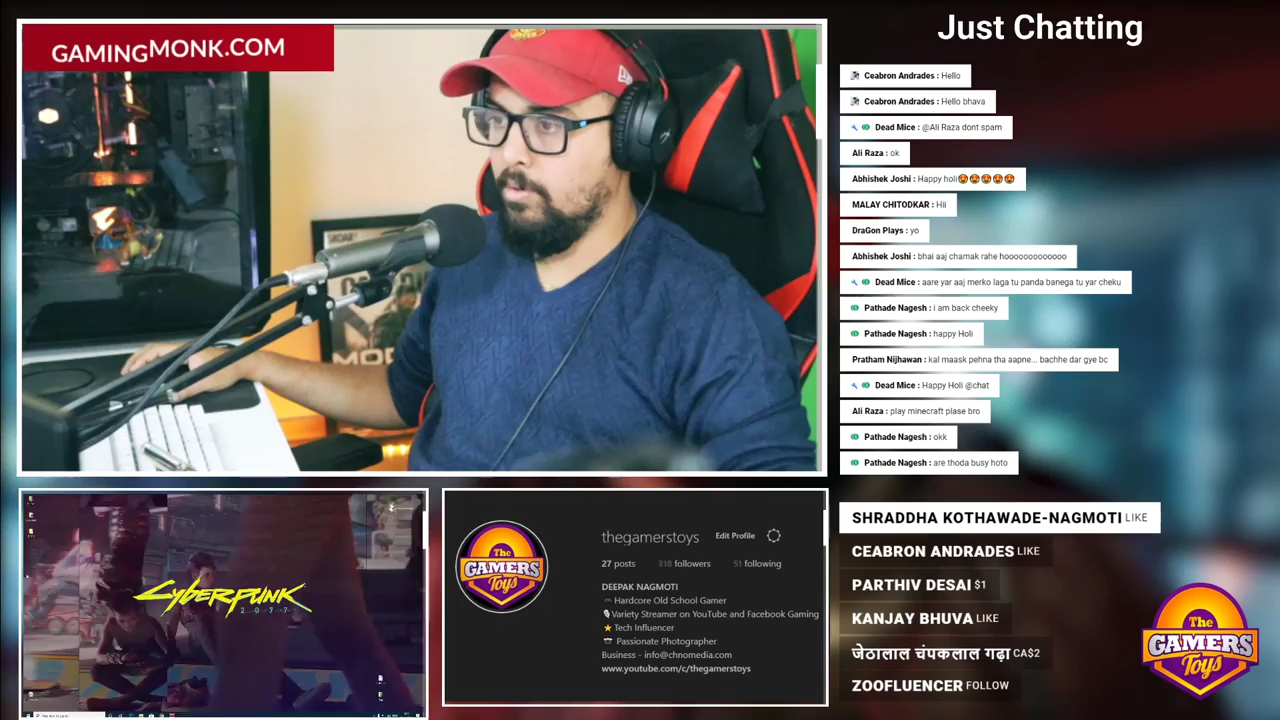 GAMINGMONK.COM
Just Chatting
Ceabron Andrades : Hello
Ceabron Andrades : Hello bhava
Dead Mice : @Ali Raza dont spam
Ali Raza : ok
Abhishek Joshi : Happy holi😍😍😍😍😍
MALAY CHITODKAR : Hii
DraGon Plays : yo
Abhishek Joshi : bhai aaj chamak rahe hooooooooooooo
Dead Mice : aare yar aaj merko laga tu panda banega tu yar cheku
Pathade Nagesh : i am back cheeky
Pathade Nagesh : happy Holi
Pratham Nijhawan : kal maask pehna tha aapne... bachhe dar gye bc
Dead Mice : Happy Holi @chat
Ali Raza : play minecraft plase bro
Pathade Nagesh : okk
Pathade Nagesh : are thoda busy hoto
Cyberpunk
2077
The
GAMERS
Toys
thegamerstoys Edit Profile
27 posts 318 followers 51 following
DEEPAK NAGMOTI
Hardcore Old School Gamer
Variety Streamer on YouTube and Facebook Gaming
Tech Influencer
Passionate Photographer
Business - info@chnomedia.com
www.youtube.com/c/thegamerstoys
SHRADDHA KOTHAWADE-NAGMOTI LIKE
CEABRON ANDRADES LIKE
PARTHIV DESAI $1
KANJAY BHUVA LIKE
जेठालाल चंपकलाल गढ़ा CA$2
ZOOFLUENCER FOLLOW
The
GAMERS
Toys